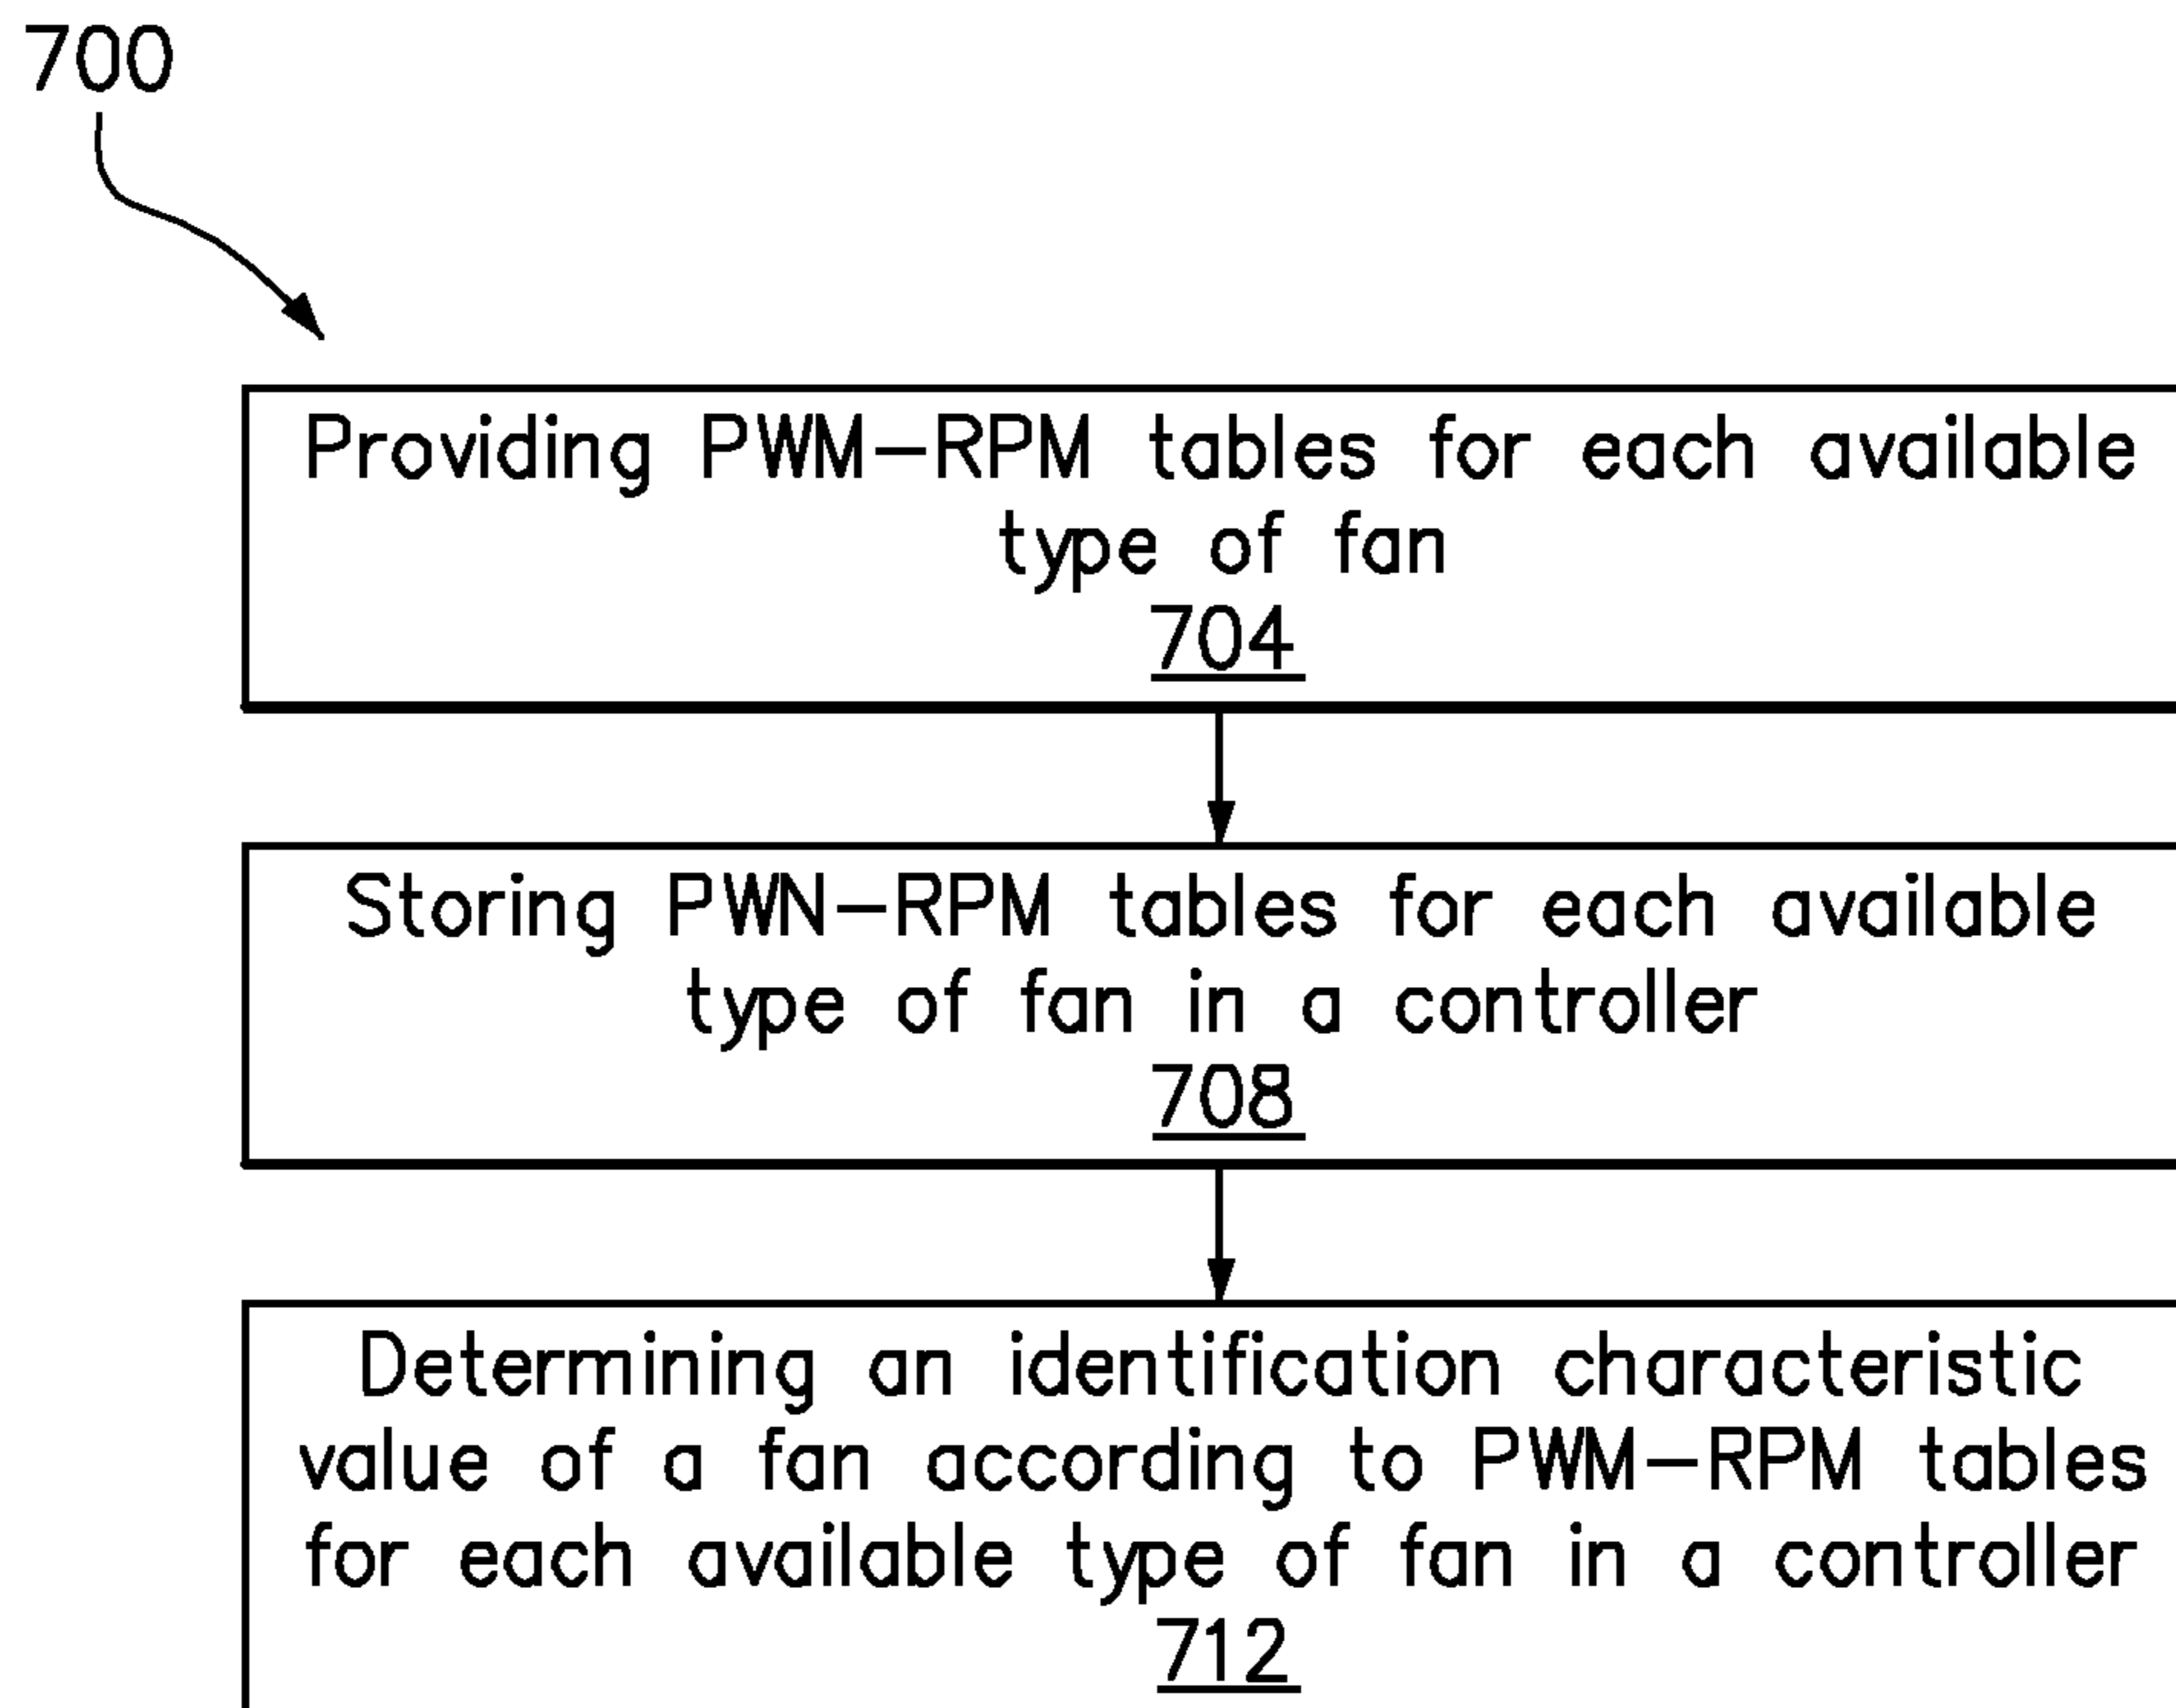 700
Providing PWM—RPM tables for each available
type of fan
704
Storing PWN—RPM tables for each available
type of fan in a controller
708
Determining an identification characteristic
value of a fan according to PWM—RPM tables
for each available type of fan in a controller
712